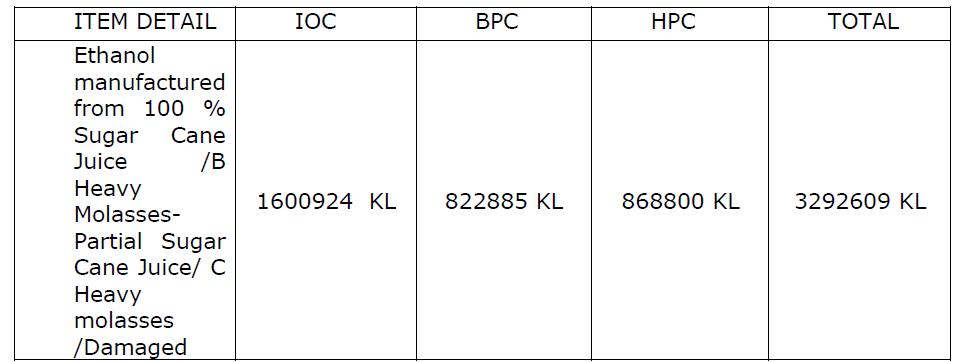 ITEM DETAIL IOC BPC HPC TOTAL
Ethanol
manufactured
from 100 %
Sugar Cane
Juice /B
Heavy
Molasses-
Partial Sugar
Cane Juice/ C
Heavy
molasses
/Damaged
1600924 KL 822885 KL 868800 KL 3292609 KL